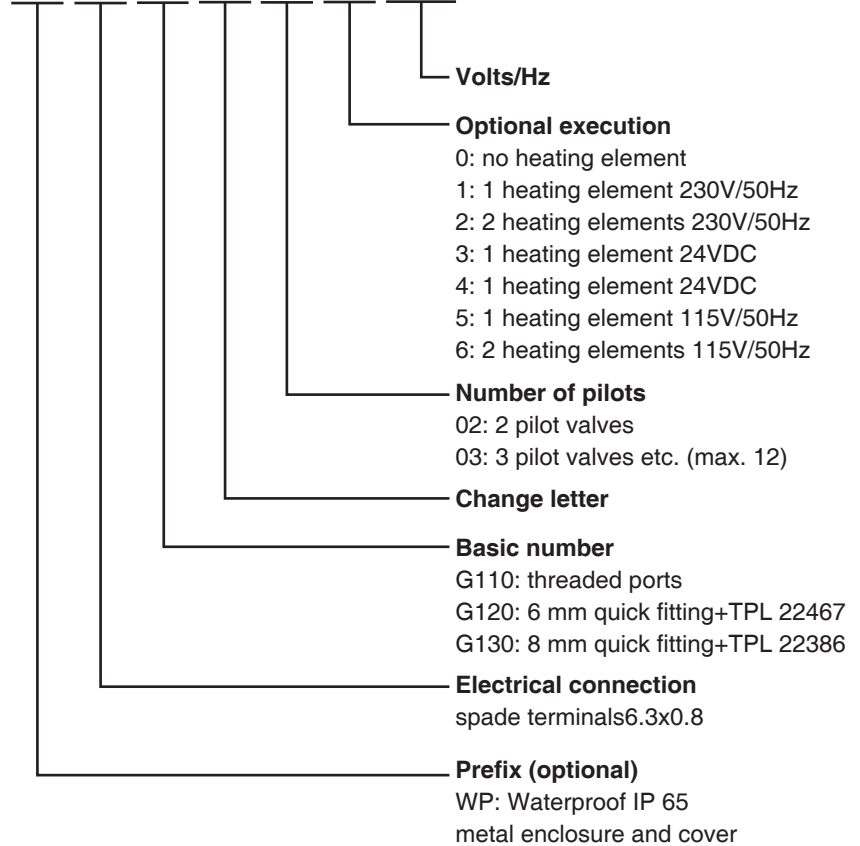 Volts/Hz
Optional execution
0: no heating element
1: 1 heating element 230V/50Hz
2: 2 heating elements 230V/50Hz
3: 1 heating element 24VDC
4: 1 heating element 24VDC
5: 1 heating element 115V/50Hz
6: 2 heating elements 115V/50Hz
Number of pilots
02: 2 pilot valves
03: 3 pilot valves etc. (max. 12)
Change letter
Basic number
G110: threaded ports
G120: 6 mm quick fitting+TPL 22467
G130: 8 mm quick fitting+TPL 22386
Electrical connection
spade terminals6.3x0.8
Prefix (optional)
WP: Waterproof IP 65
metal enclosure and cover